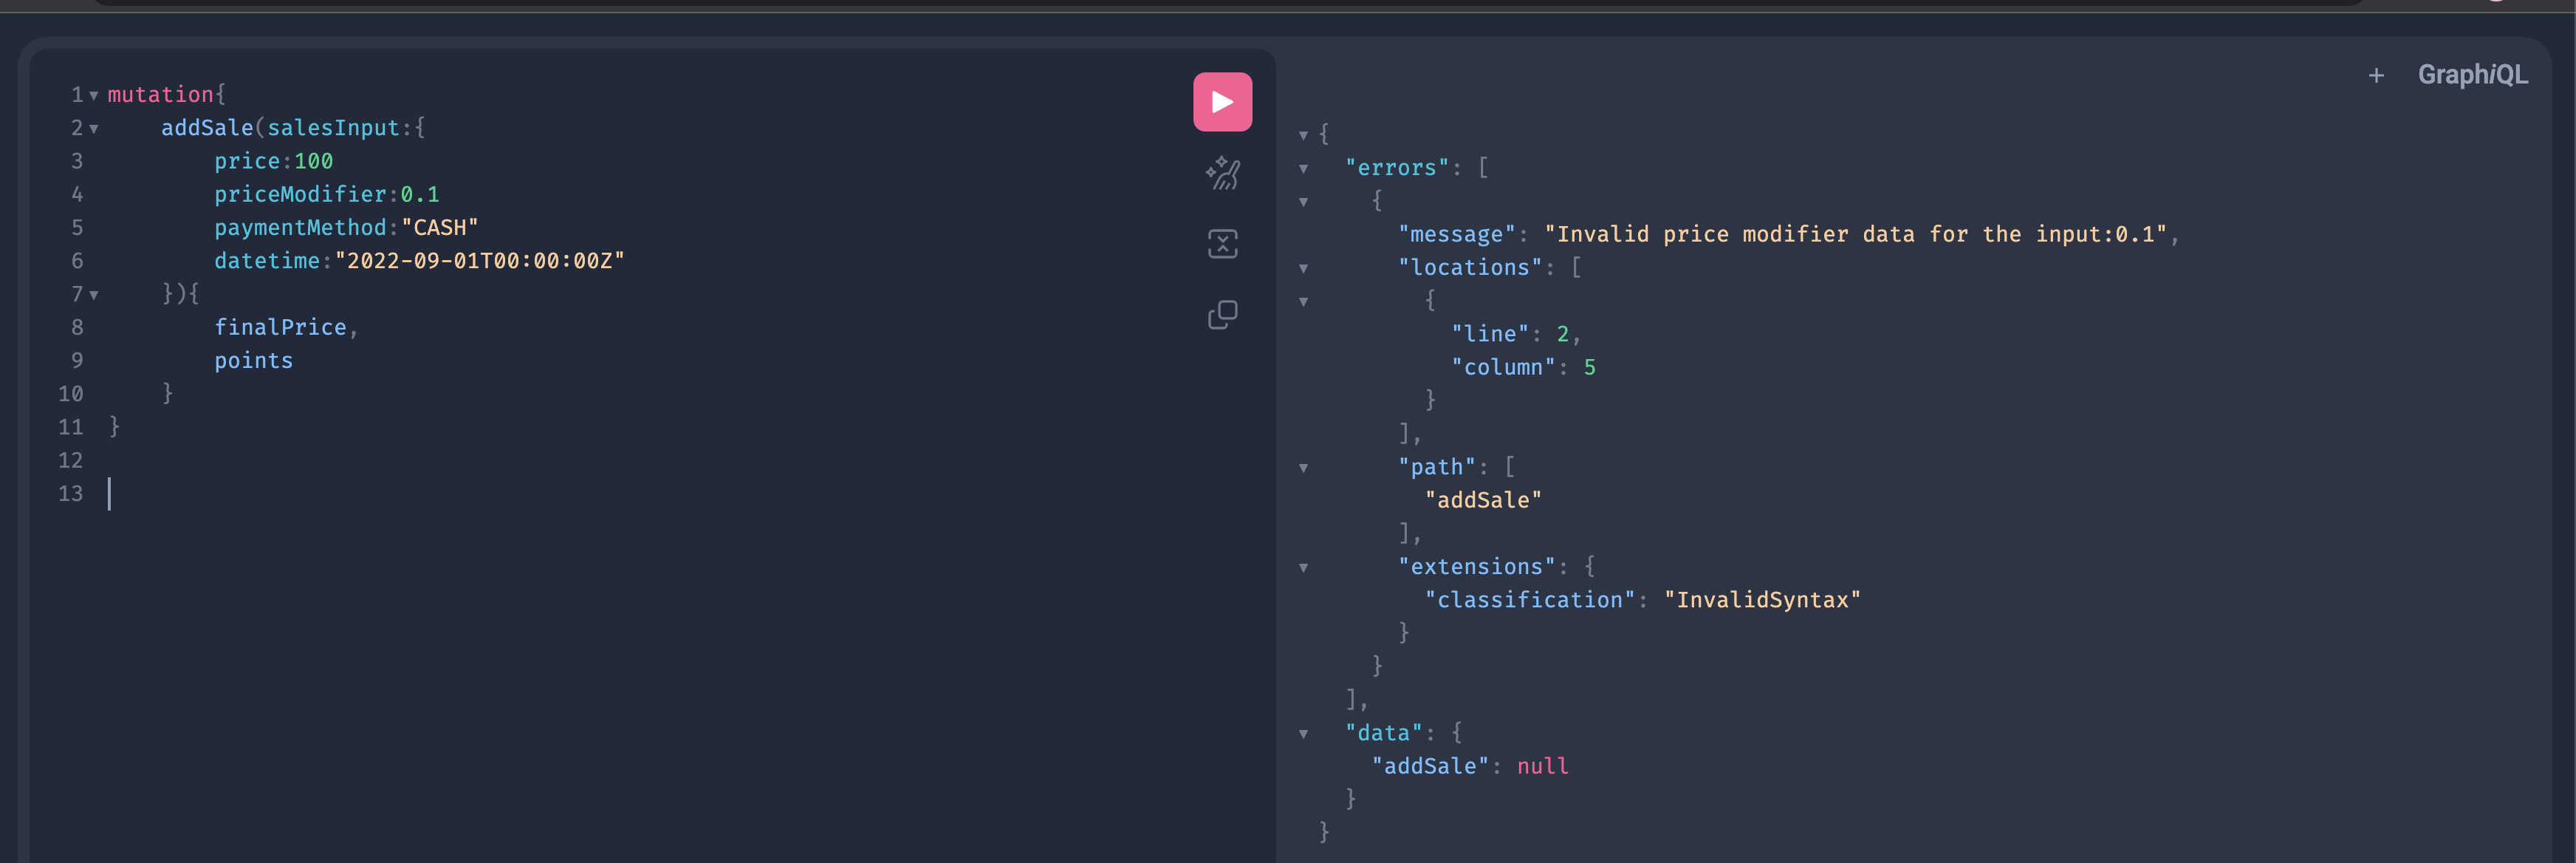 1 mutation{
2 addSale(salesInput:{
3 price:100
4 priceModifier:0.1
5 paymentMethod:"CASH"
6 datetime:"2022-09-01T00:00:00Z"
7 }){
8 finalPrice,
9 points
10 }
11 }
12
13
+ GraphiQL
{
"errors": [
{
"message": "Invalid price modifier data for the input:0.1",
"locations": [
{
"line": 2,
"column": 5
}
],
"path": [
"addSale"
],
"extensions": {
"classification": "InvalidSyntax"
}
}
],
"data": {
"addSale": null
}
}